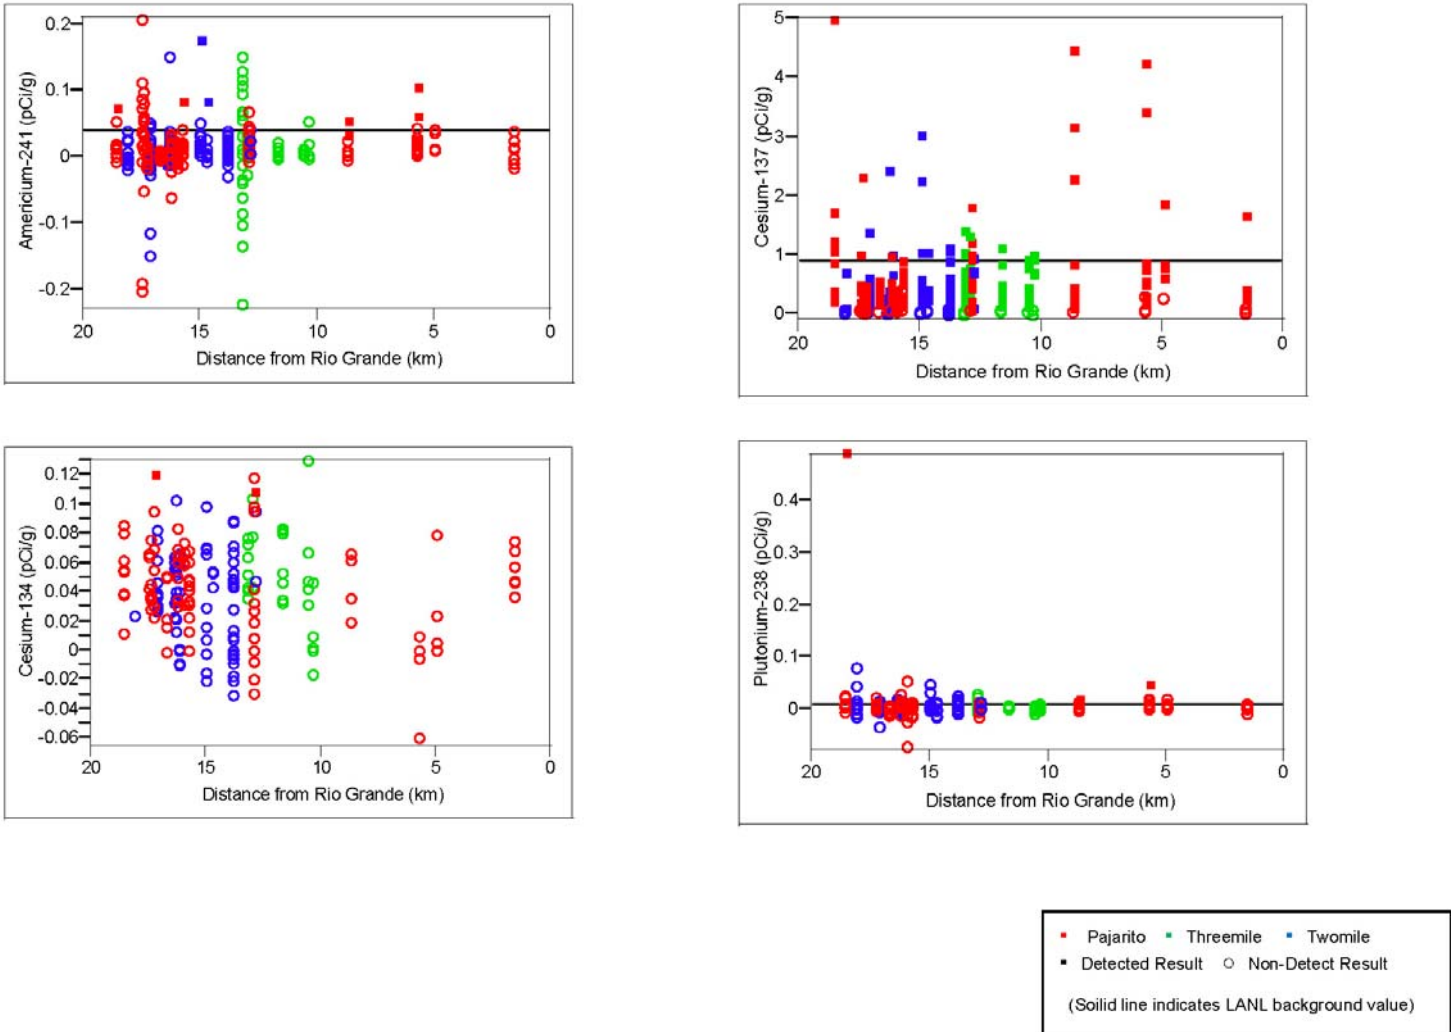 Americium-241 (pCi/g)
0.2
0.1
0
-0.1
-0.2
20 15 10 5 0
Distance from Rio Grande (km)
Cesium-137 (pCi/g)
5
4
3
2
1
0
20 15 10 5 0
Distance from Rio Grande (km)
Cesium-134 (pCi/g)
0.12
0.1
0.08
0.06
0.04
0.02
0
-0.02
-0.04
-0.06
20 15 10 5 0
Distance from Rio Grande (km)
Plutonium-238 (pCi/g)
0.4
0.3
0.2
0.1
0
20 15 10 5 0
Distance from Rio Grande (km)
Pajarito Threemile Twomile
Detected Result Non-Detect Result
(Soilid line indicates LANL background value)